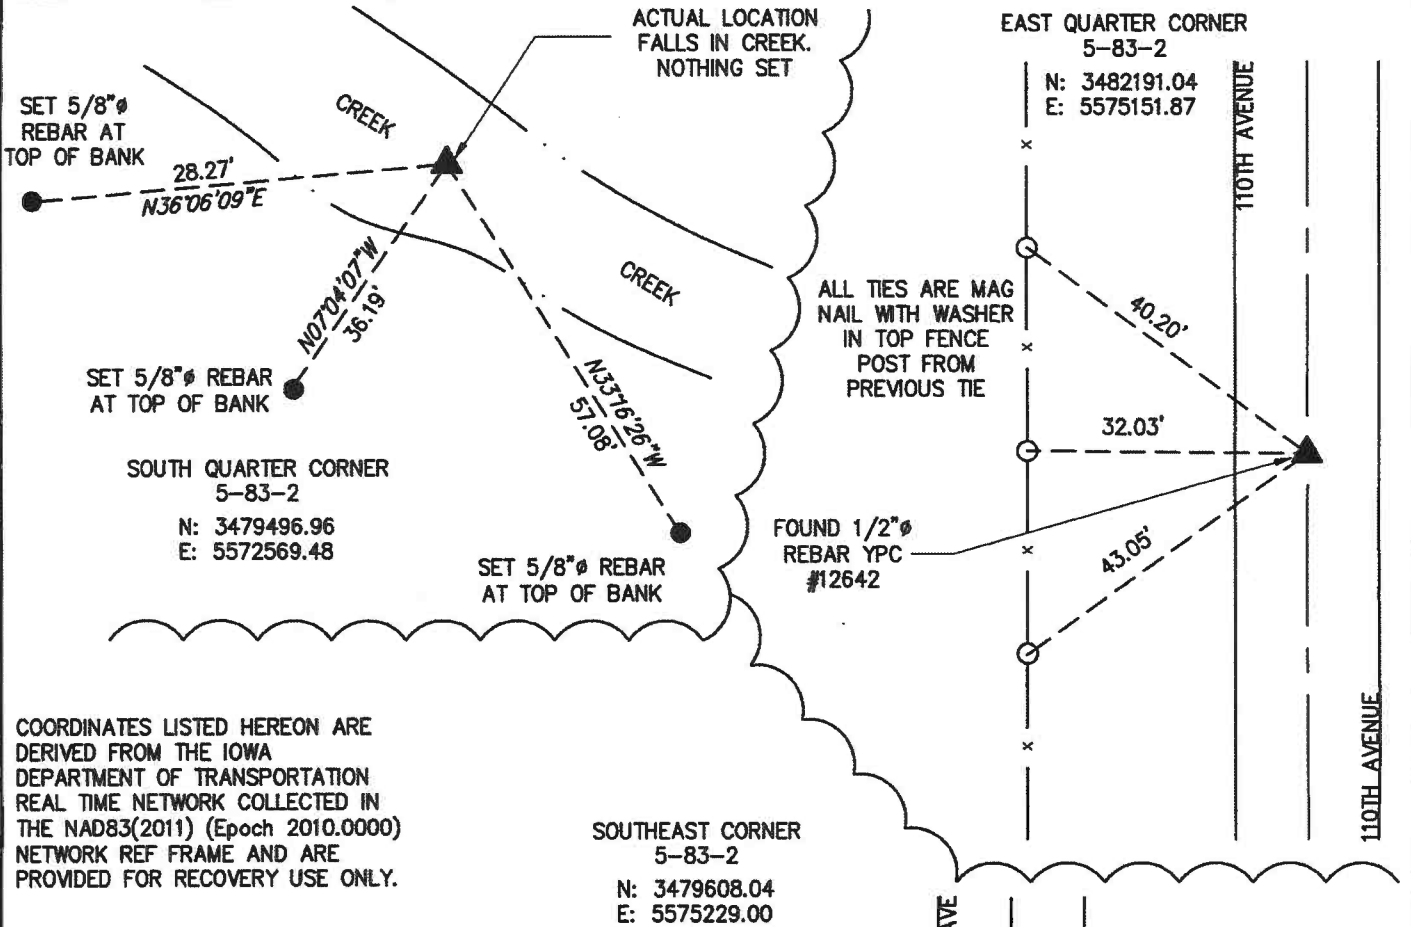 ACTUAL LOCATION
FALLS IN CREEK.
NOTHING SET
SET 5/8"ø
REBAR AT
TOP OF BANK
CREEK
28.27'
N36°06'09"E
N07°04'07"W
36.19'
CREEK
N33°16'26"W
57.08'
SET 5/8"ø REBAR
AT TOP OF BANK
SOUTH QUARTER CORNER
5-83-2
N: 3479496.96
E: 5572569.48
SET 5/8"ø REBAR
AT TOP OF BANK
EAST QUARTER CORNER
5-83-2
N: 3482191.04
E: 5575151.87
110TH AVENUE
ALL TIES ARE MAG
NAIL WITH WASHER
IN TOP FENCE
POST FROM
PREVIOUS TIE
40.20'
32.03'
43.05'
FOUND 1/2"ø
REBAR YPC
#12642
110TH AVENUE
COORDINATES LISTED HEREON ARE
DERIVED FROM THE IOWA
DEPARTMENT OF TRANSPORTATION
REAL TIME NETWORK COLLECTED IN
THE NAD83(2011) (Epoch 2010.0000)
NETWORK REF FRAME AND ARE
PROVIDED FOR RECOVERY USE ONLY.
SOUTHEAST CORNER
5-83-2
N: 3479608.04
E: 5575229.00
AVE